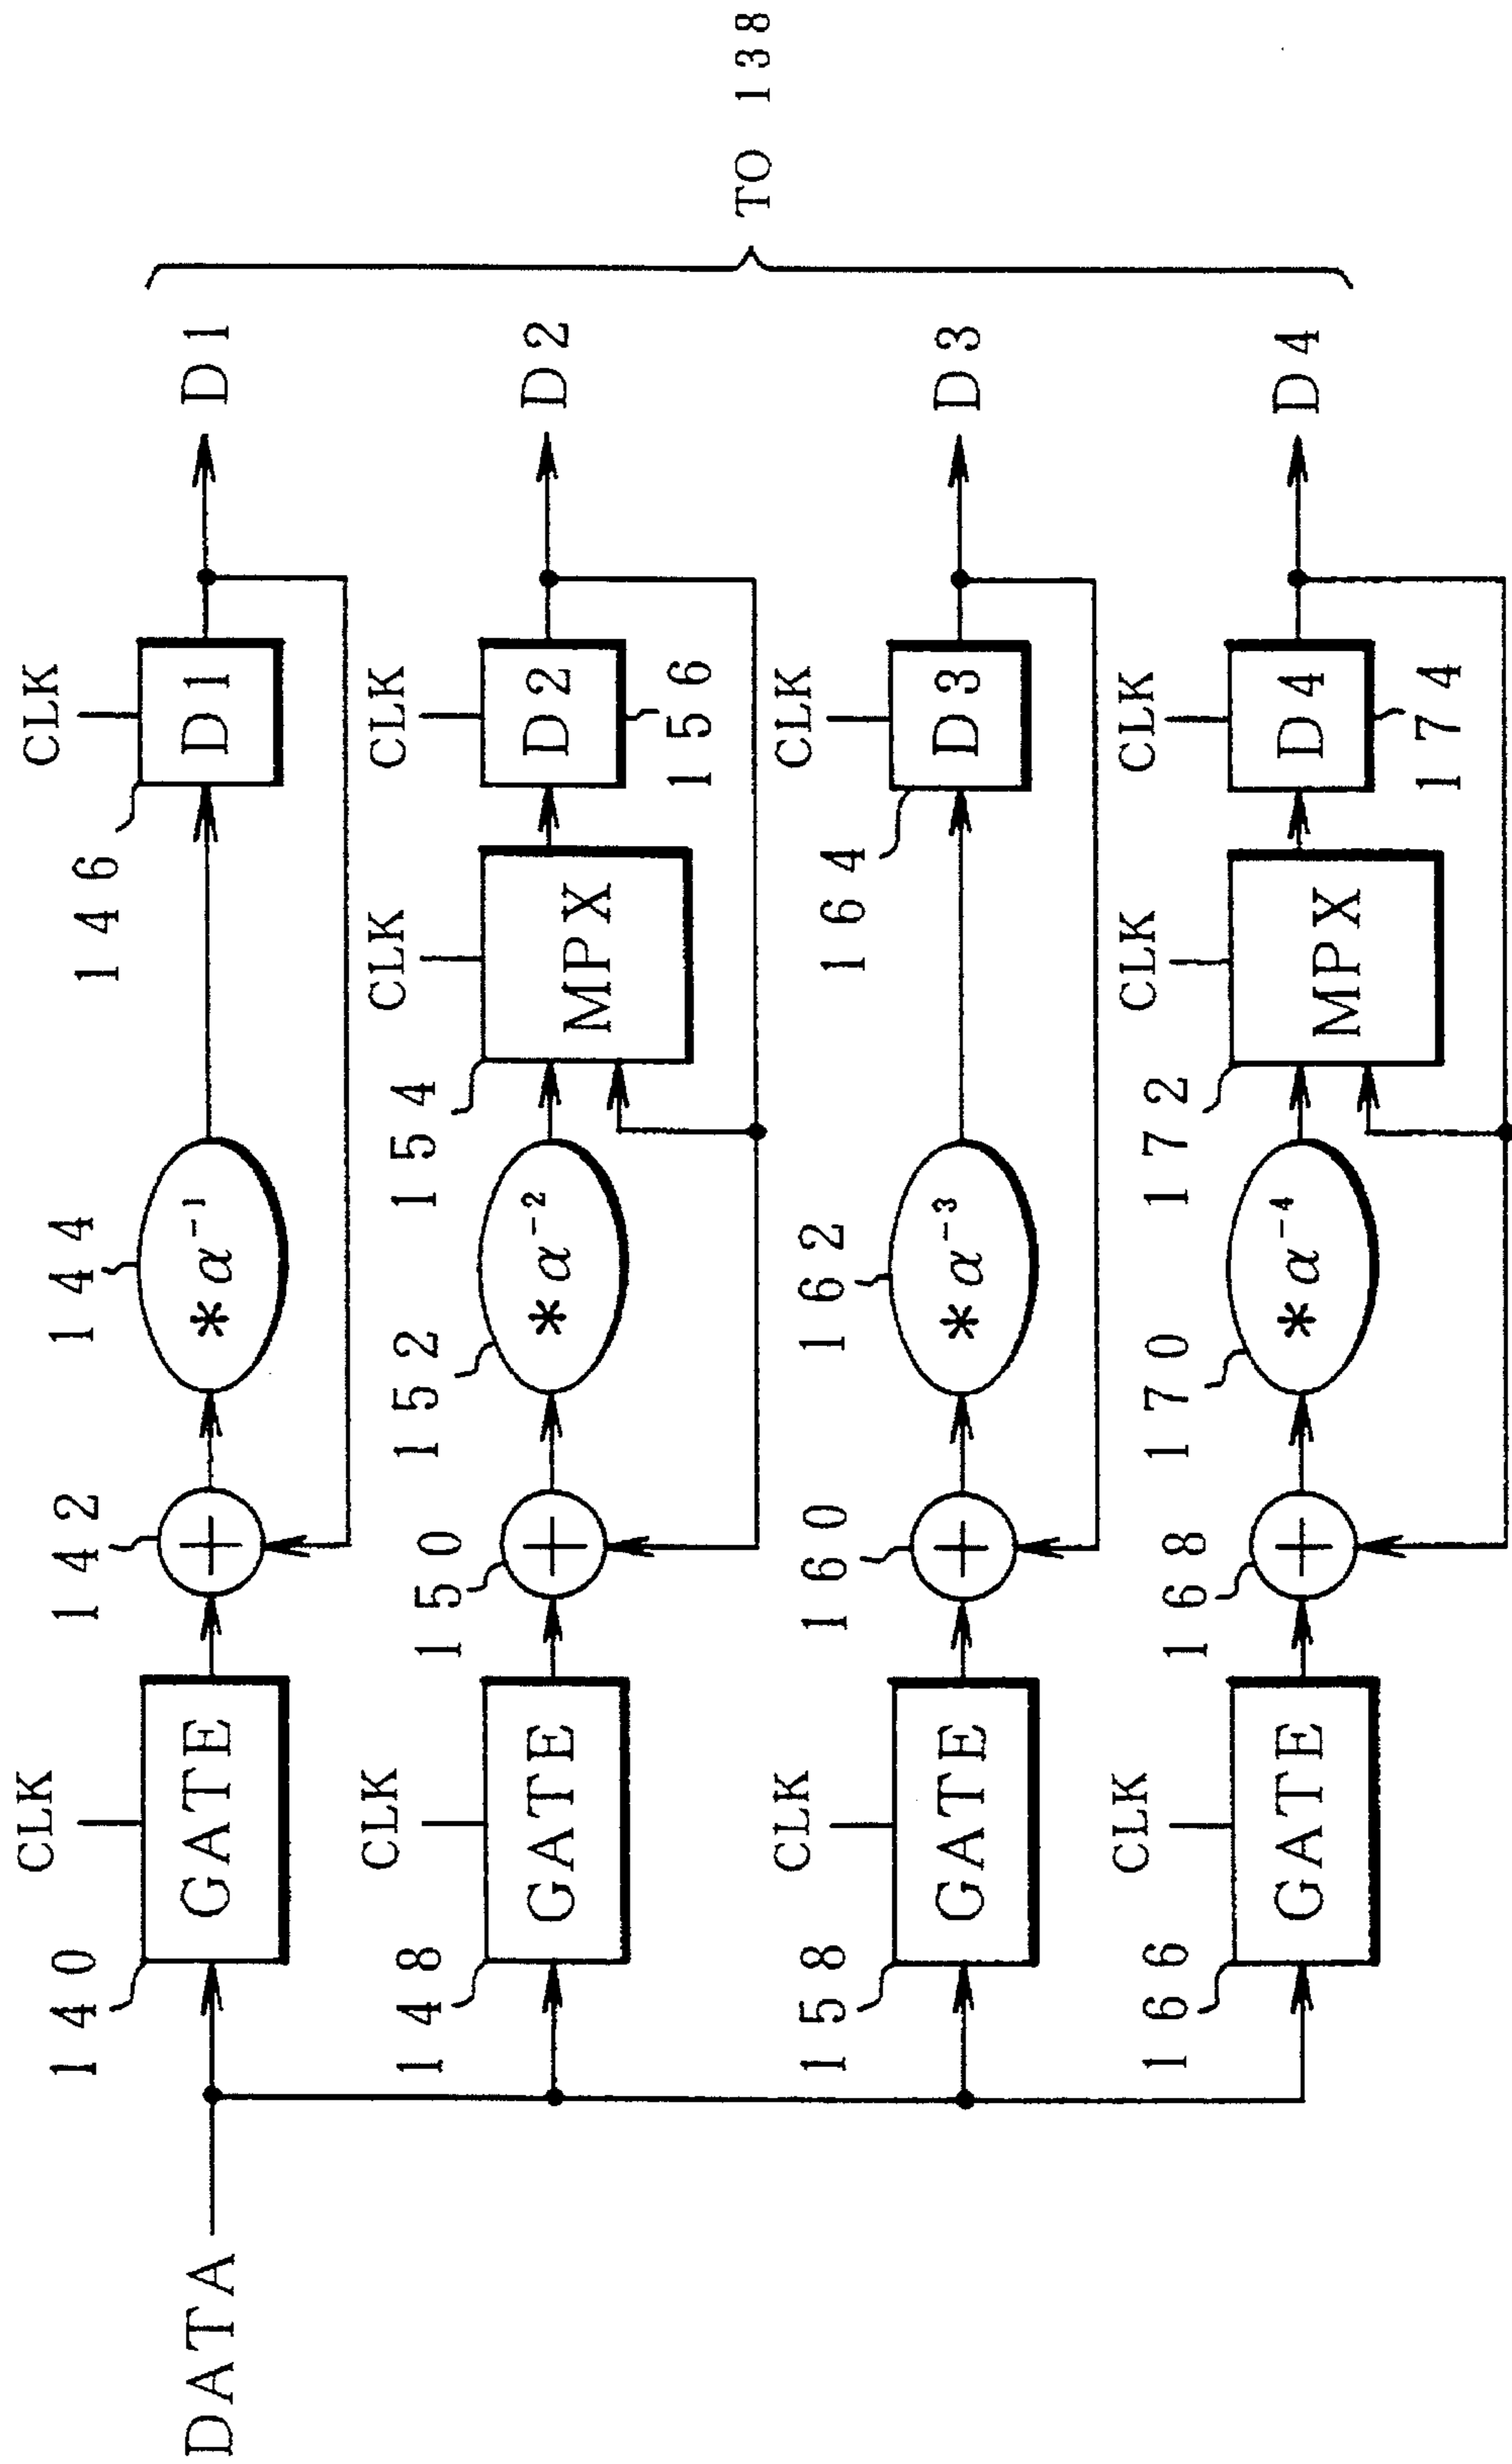 DATA
140
CLK
GATE
142
+
144
*α⁻¹
146
CLK
D1
D1
148
CLK
GATE
150
+
152
*α⁻²
154
CLK
MPX
CLK
D2
156
D2
158
CLK
GATE
160
+
162
*α⁻³
164
CLK
D3
D3
166
CLK
GATE
168
+
170
*α⁻⁴
172
CLK
MPX
CLK
D4
174
D4
TO 138